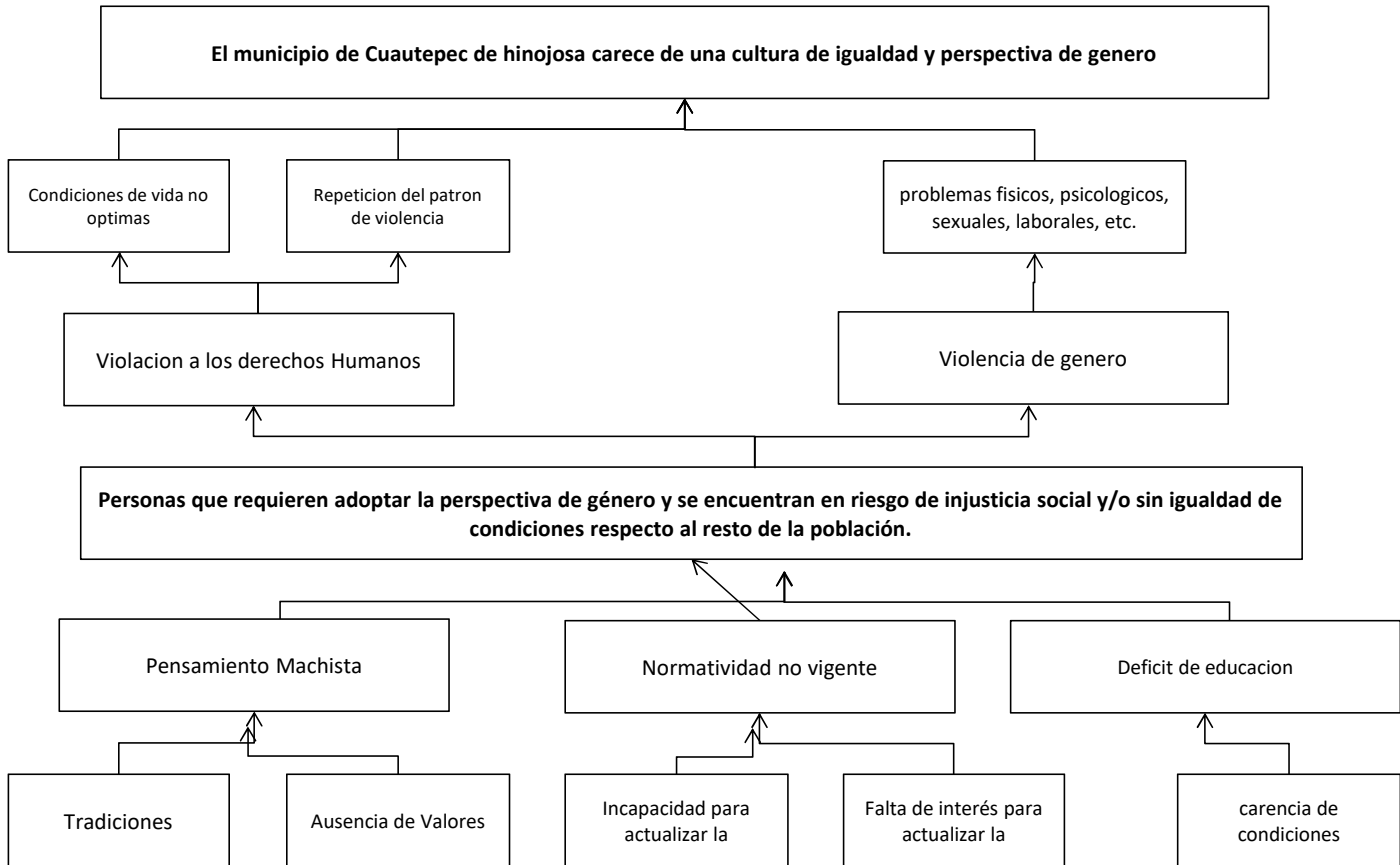 El municipio de Cuautepec de hinojosa carece de una cultura de igualdad y perspectiva de genero
Condiciones de vida no
optimas
Repeticion del patron
de violencia
problemas fisicos, psicologicos,
sexuales, laborales, etc.
Violacion a los derechos Humanos
Violencia de genero
Personas que requieren adoptar la perspectiva de género y se encuentran en riesgo de injusticia social y/o sin igualdad de
condiciones respecto al resto de la población.
Pensamiento Machista
Normatividad no vigente
Deficit de educacion
Tradiciones
Ausencia de Valores
Incapacidad para
actualizar la
Falta de interés para
actualizar la
carencia de
condiciones